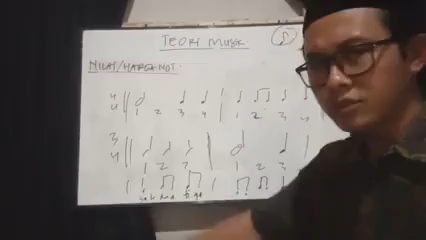 TEORI MUSIK
NILAI/HARGA NOT
4 4 1 2 3 4 1 2 3 4
3 4 1 2 3 1 2 3